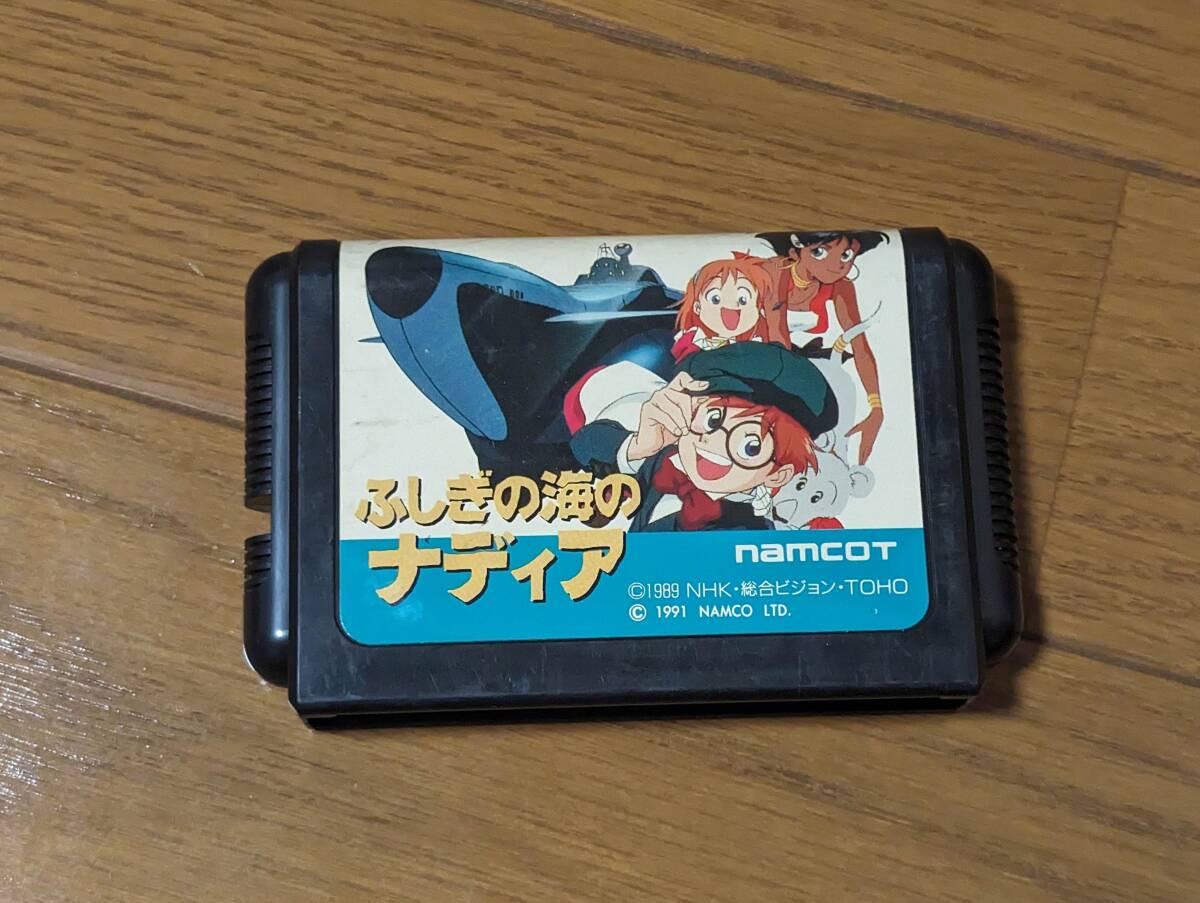 ふしぎの海の
ナディア
namcoT
©1989 NHK・総合ビジョン・TOHO
© 1991 NAMCO LTD.